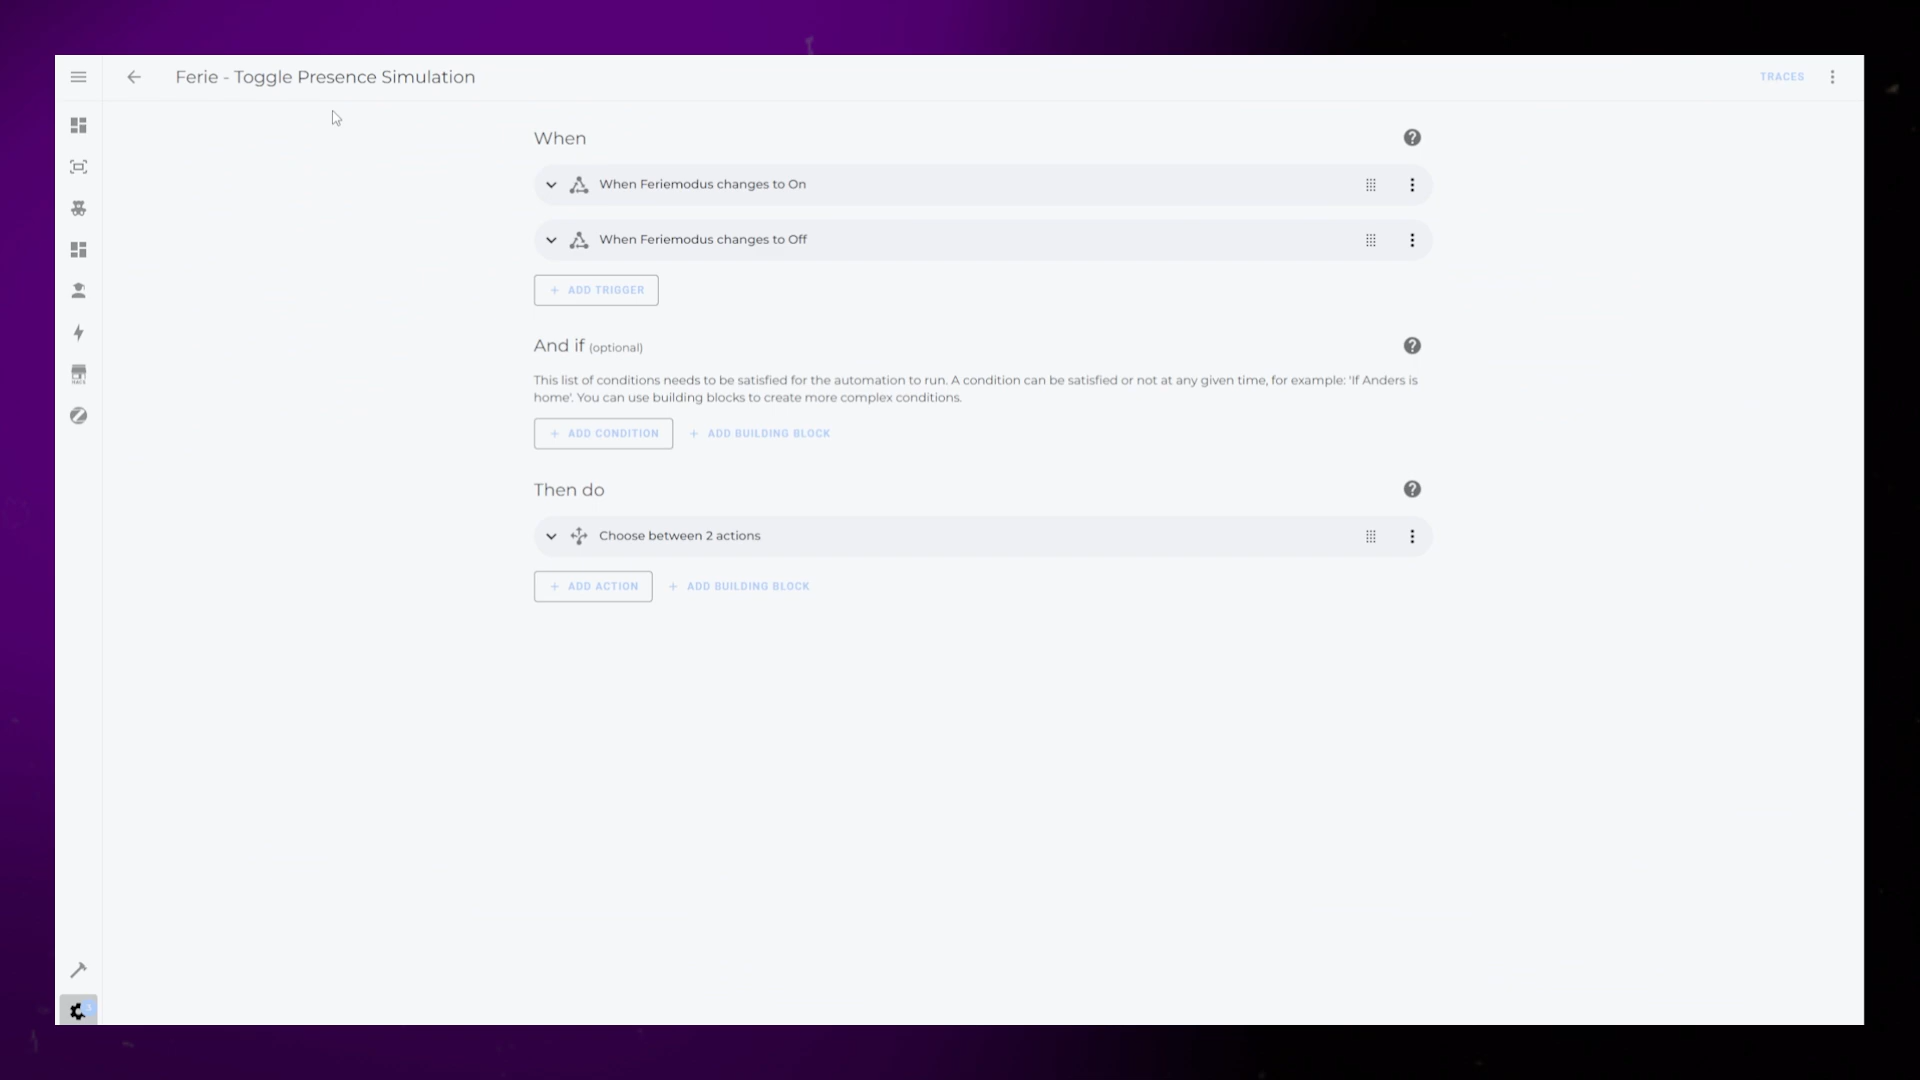 Ferie - Toggle Presence Simulation
TRACES
When
When Feriemodus changes to On
When Feriemodus changes to Off
+ ADD TRIGGER
And if (optional)
This list of conditions needs to be satisfied for the automation to run. A condition can be satisfied or not at any given time, for example: 'If Anders is
home'. You can use building blocks to create more complex conditions.
+ ADD CONDITION + ADD BUILDING BLOCK
Then do
Choose between 2 actions
+ ADD ACTION + ADD BUILDING BLOCK
HACS
3